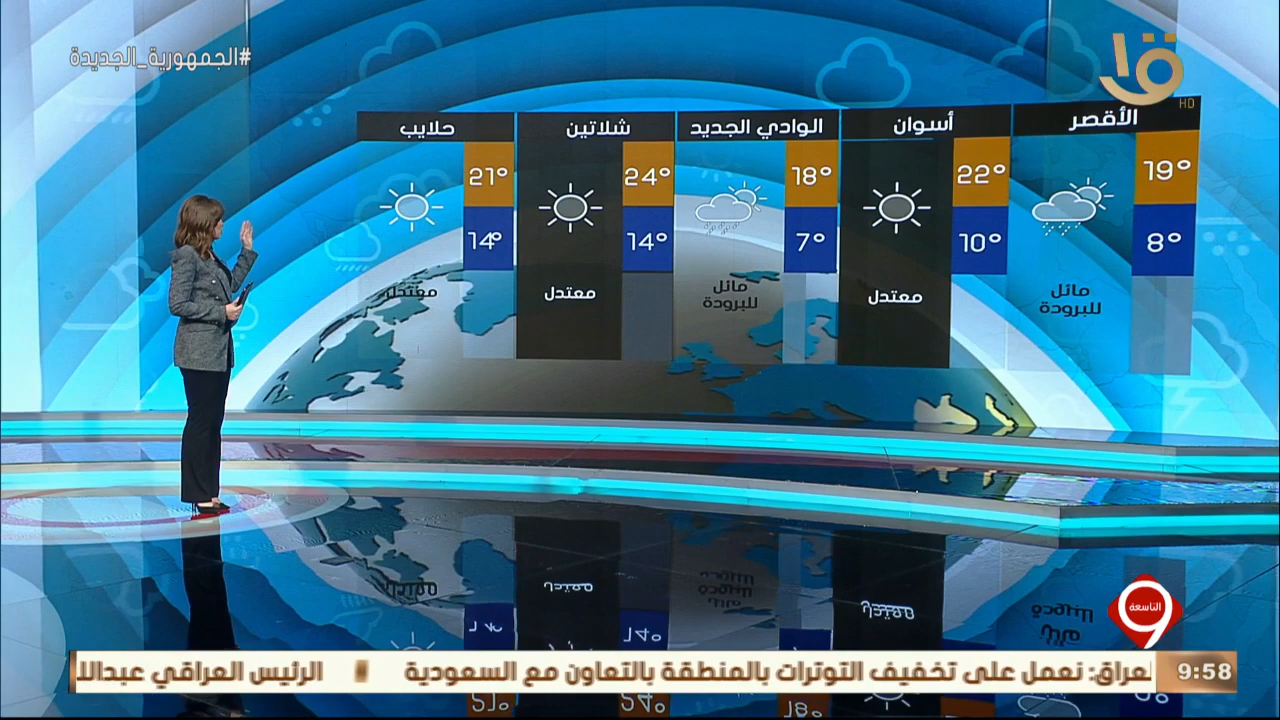 #الجمهورية_الجديدة
HD
الأقصر
19°
8°
مائل
للبرودة
أسوان
22°
10°
معتدل
الوادي الجديد
18°
7°
مائل
للبرودة
شلاتين
24°
14°
معتدل
حلايب
21°
14°
معتدل
التاسعة
9
9:58
لعراق: نعمل على تخفيف التوترات بالمنطقة بالتعاون مع السعودية
الرئيس العراقي عبداللا